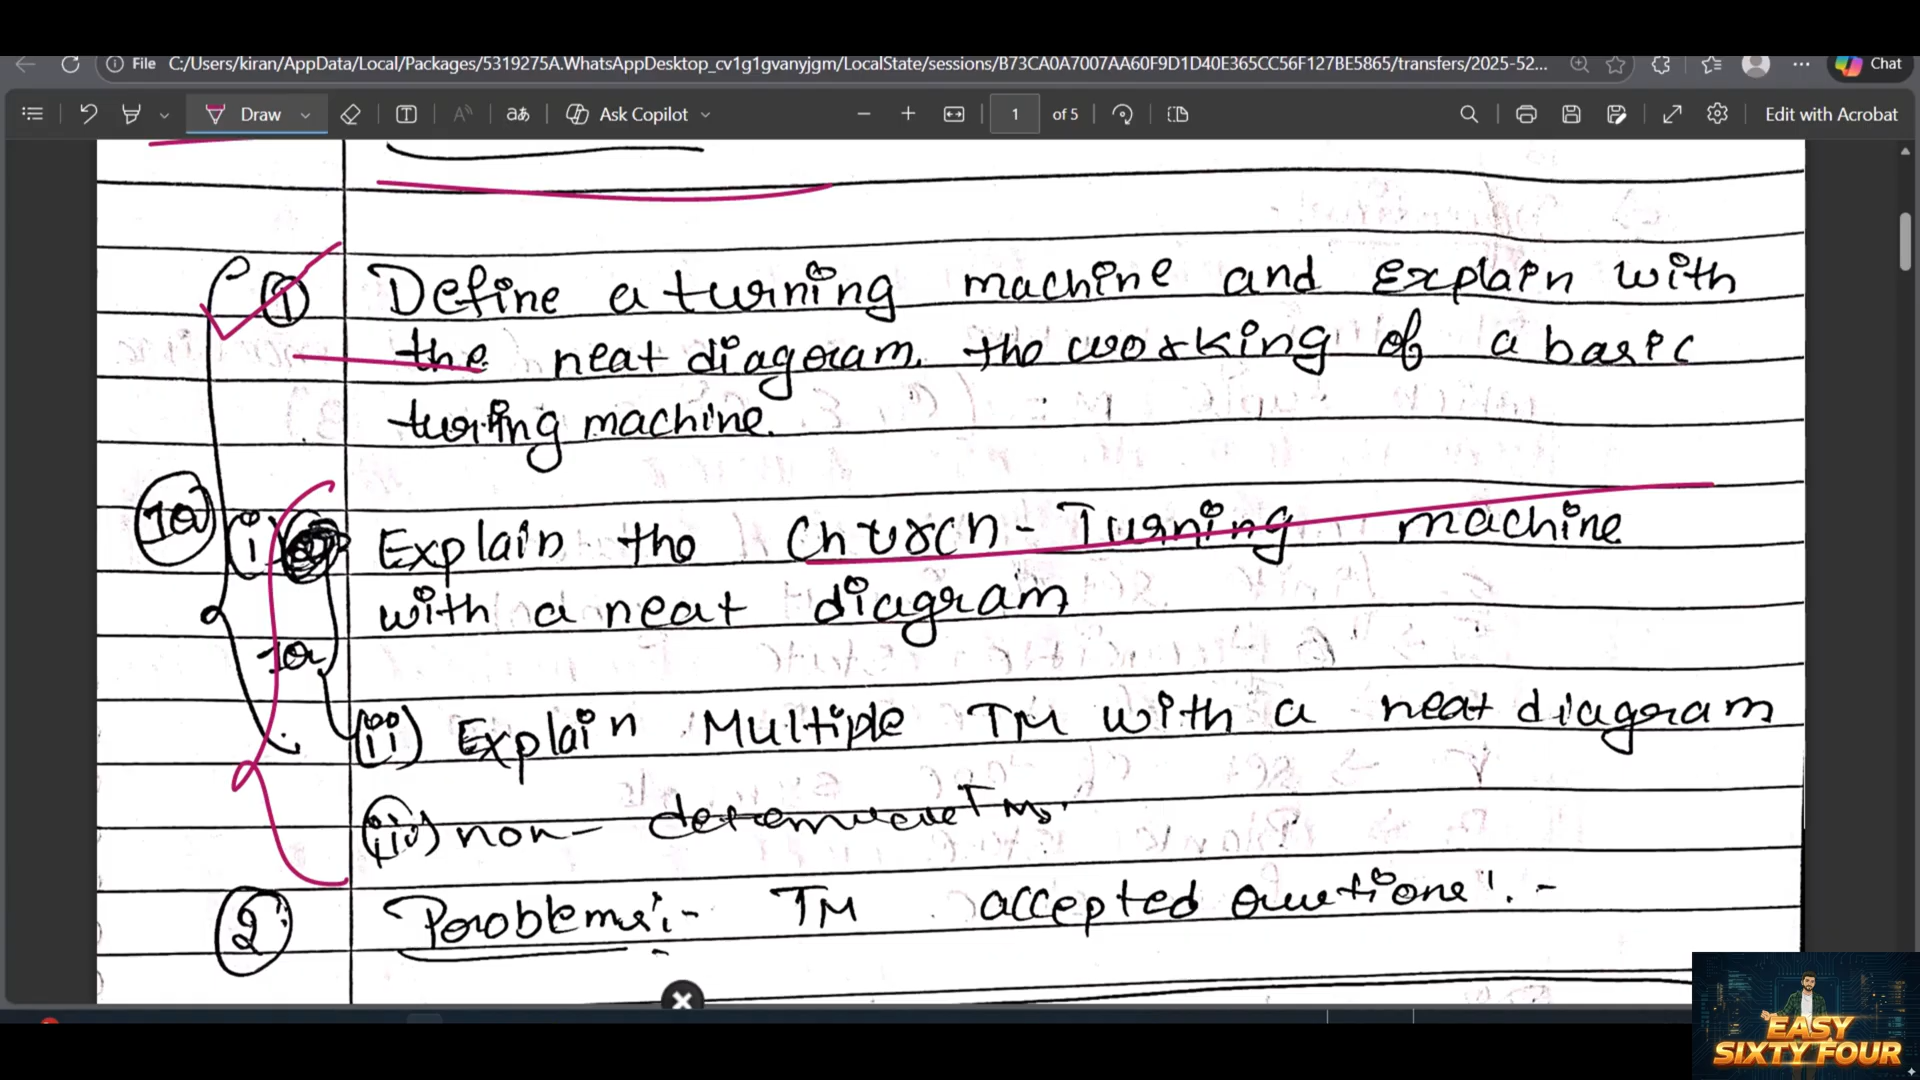 File C:/Users/kiran/AppData/Local/Packages/5319275A.WhatsAppDesktop_cv1g1gvanyjgm/LocalState/sessions/B73CA0A7007AA60F9D1D40E365CC56F127BE5865/transfers/2025-52... Chat
Draw Ask Copilot 1 of 5 Edit with Acrobat
① Define a turning machine and explain with
the neat diagram. the working of a basic
turing machine.
10 (i) Explain the Church-Turning machine
with a neat diagram
10
(ii) Explain Multiple TM with a neat diagram
(iii) non-
② Problems:- TM accepted
EASY
SIXTY FOUR